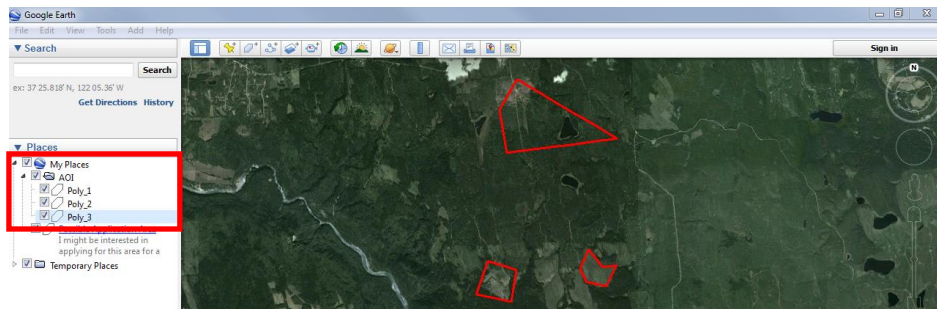 Google Earth
File Edit View Tools Add Help
▼ Search
Sign in
Search
ex: 37 25.818' N, 122 05.36' W
Get Directions History
N
▼ Places
My Places
AOI
Poly_1
Poly_2
Poly_3
I might be interested in
applying for this area for a
Temporary Places